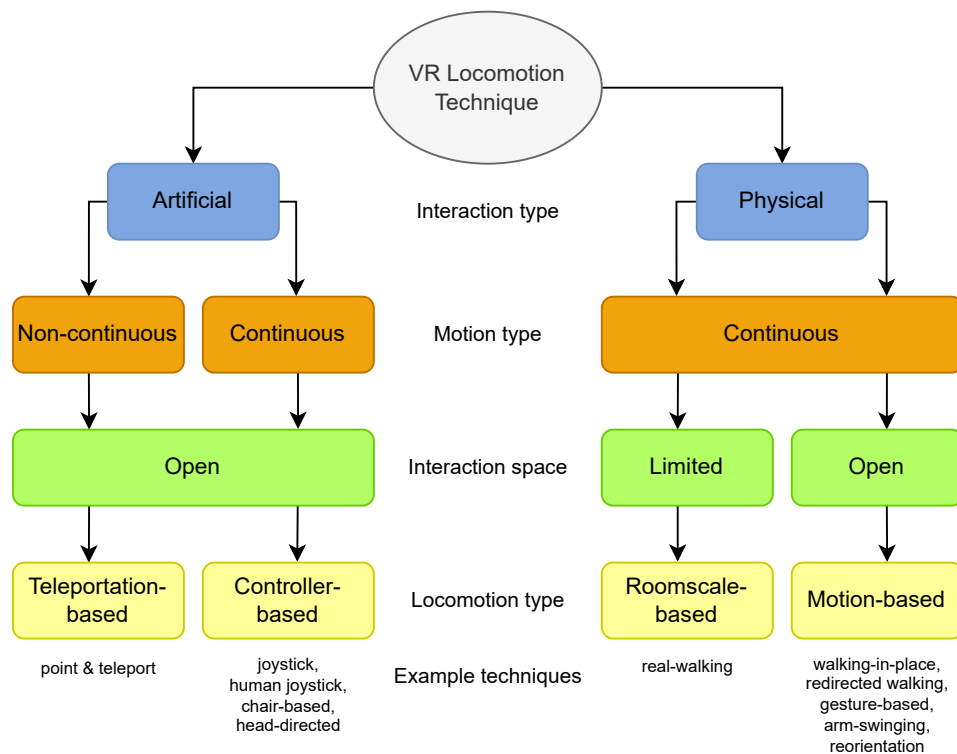 VR Locomotion
Technique
Artificial
Interaction type
Physical
Non-continuous
Continuous
Motion type
Continuous
Open
Interaction space
Limited
Open
Teleportation-
based
Controller-
based
Locomotion type
Roomscale-
based
Motion-based
point & teleport
joystick,
human joystick,
chair-based,
head-directed
Example techniques
real-walking
walking-in-place,
redirected walking,
gesture-based,
arm-swinging,
reorientation